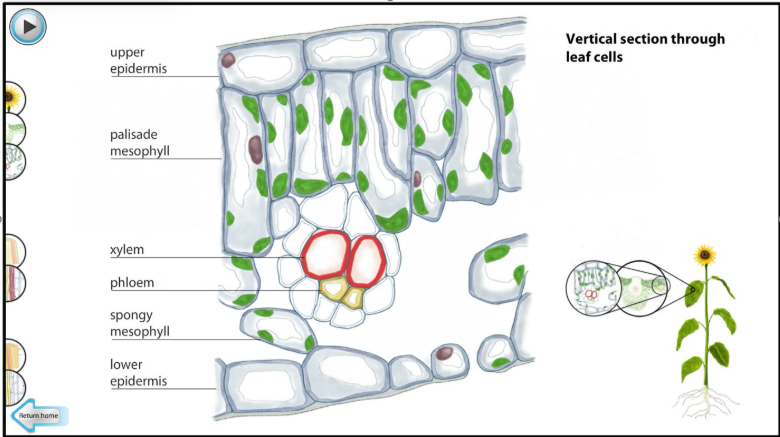 Vertical section through
leaf cells
upper
epidermis
palisade
mesophyll
xylem
phloem
spongy
mesophyll
lower
epidermis
Return home